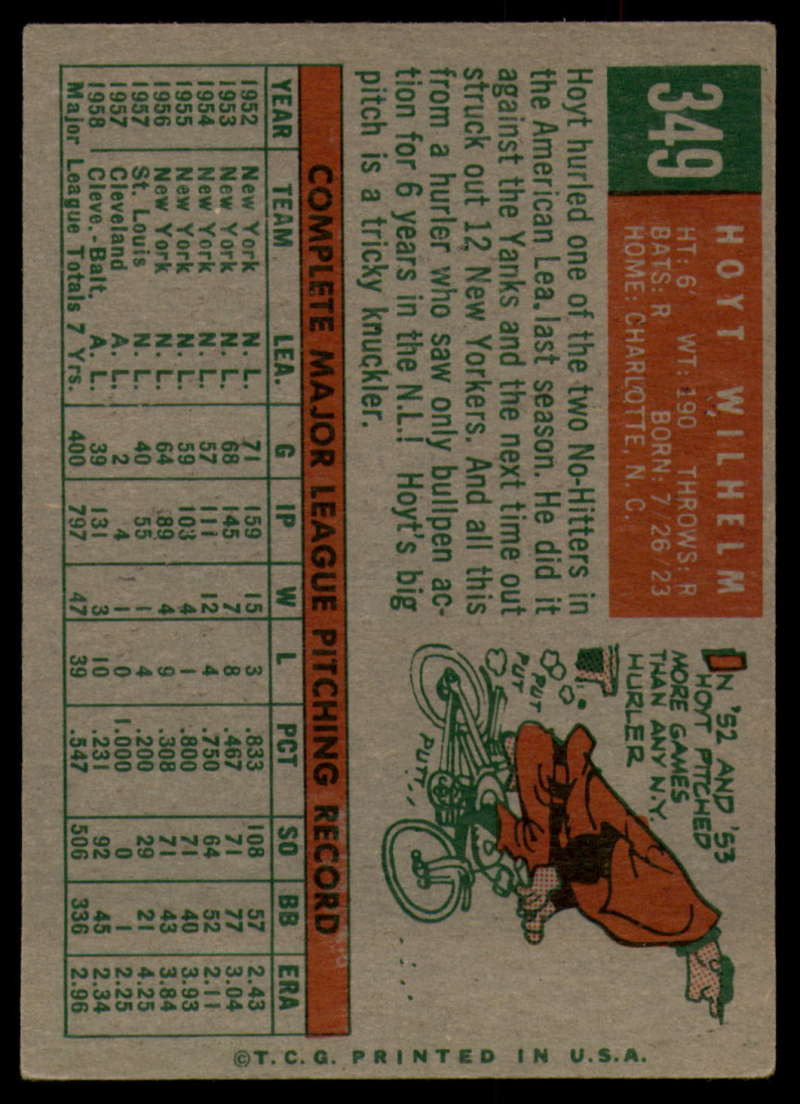 349
HOYT WILHELM
HT: 6' WT: 190 THROWS: R
BATS: R BORN: 7/26/23
HOME: CHARLOTTE, N. C.
Hoyt hurled one of the two No-Hitters in
the American Lea. last season. He did it
against the Yanks and the next time out
struck out 12 New Yorkers. And all this
from a hurler who saw only bullpen ac-
tion for 6 years in the N.L.! Hoyt's big
pitch is a tricky knuckler.
IN '52 AND '53
HOYT PITCHED
MORE GAMES
THAN ANY N.Y.
HURLER
PUT
PUT
PUT...
COMPLETE MAJOR LEAGUE PITCHING RECORD
YEAR TEAM LEA. G IP W L PCT SO BB ERA
1952 New York N. L. 71 159 15 3 .833 108 57 2.43
1953 New York N. L. 68 145 7 8 .467 71 77 3.04
1954 New York N. L. 57 111 12 4 .750 64 52 2.11
1955 New York N. L. 59 103 4 1 .800 71 40 3.93
1956 New York N. L. 64 89 4 9 .308 71 43 3.84
1957 St. Louis N. L. 40 55 1 4 .200 29 21 4.25
1957 Cleveland A. L. 2 4 1 0 1.000 0 1 2.25
1958 Cleve.-Balt. A. L. 39 131 3 10 .231 92 45 2.34
Major League Totals 7 Yrs. 400 797 47 39 .547 506 336 2.96
©T.C.G. PRINTED IN U.S.A.